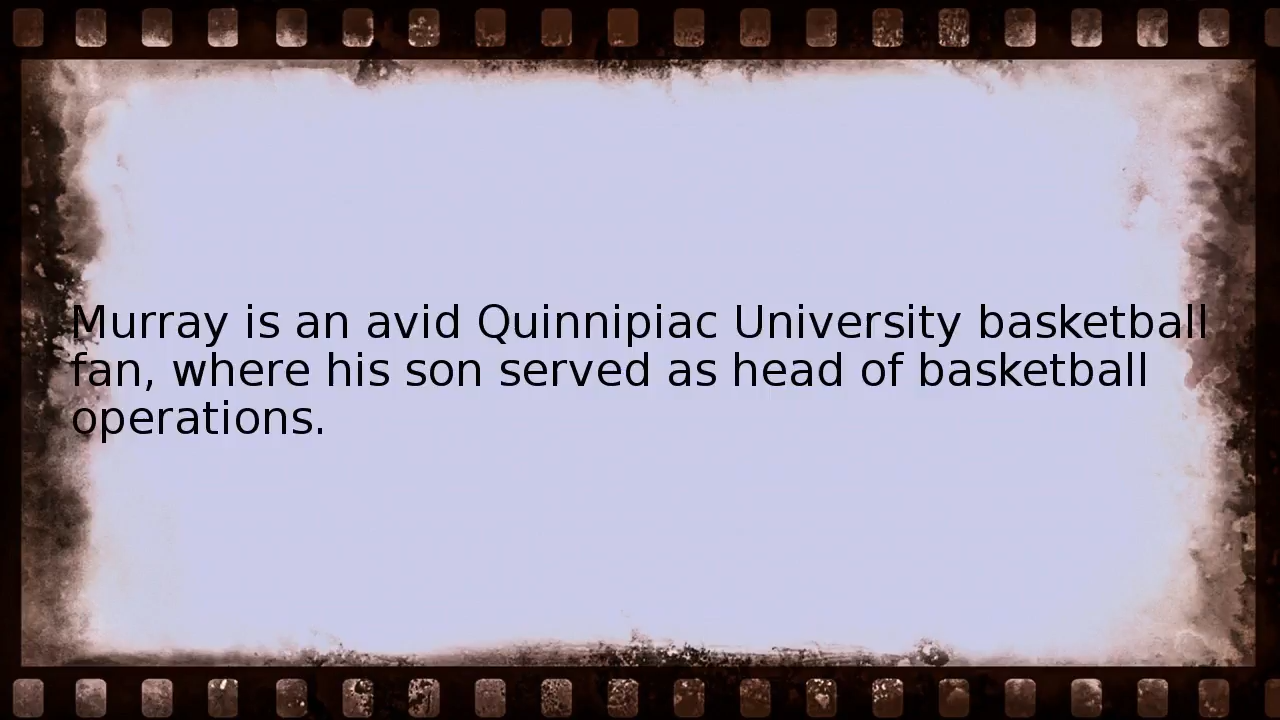 Murray is an avid Quinnipiac University basketball
fan, where his son served as head of basketball
operations.